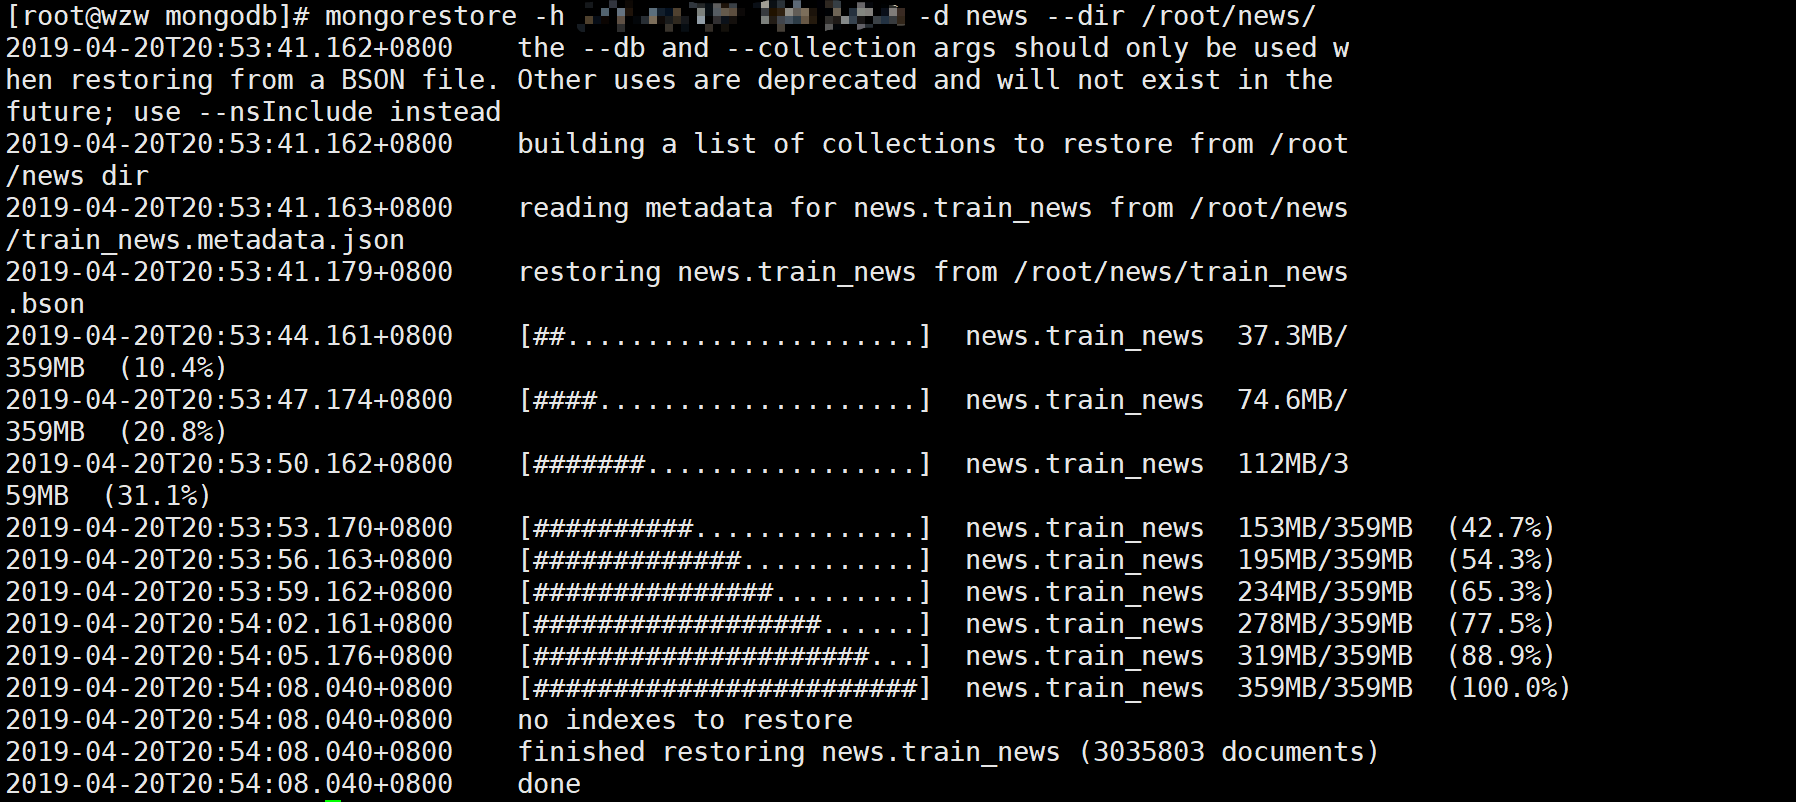 [root@wzw mongodb]# mongorestore -h -d news --dir /root/news/
2019-04-20T20:53:41.162+0800    the --db and --collection args should only be used w
hen restoring from a BSON file. Other uses are deprecated and will not exist in the
future; use --nsInclude instead
2019-04-20T20:53:41.162+0800    building a list of collections to restore from /root
/news dir
2019-04-20T20:53:41.163+0800    reading metadata for news.train_news from /root/news
/train_news.metadata.json
2019-04-20T20:53:41.179+0800    restoring news.train_news from /root/news/train_news
.bson
2019-04-20T20:53:44.161+0800    [##......................]  news.train_news  37.3MB/
359MB  (10.4%)
2019-04-20T20:53:47.174+0800    [####....................]  news.train_news  74.6MB/
359MB  (20.8%)
2019-04-20T20:53:50.162+0800    [#######.................]  news.train_news  112MB/3
59MB  (31.1%)
2019-04-20T20:53:53.170+0800    [##########..............]  news.train_news  153MB/359MB  (42.7%)
2019-04-20T20:53:56.163+0800    [#############...........]  news.train_news  195MB/359MB  (54.3%)
2019-04-20T20:53:59.162+0800    [###############.........]  news.train_news  234MB/359MB  (65.3%)
2019-04-20T20:54:02.161+0800    [##################......]  news.train_news  278MB/359MB  (77.5%)
2019-04-20T20:54:05.176+0800    [#####################...]  news.train_news  319MB/359MB  (88.9%)
2019-04-20T20:54:08.040+0800    [########################]  news.train_news  359MB/359MB  (100.0%)
2019-04-20T20:54:08.040+0800    no indexes to restore
2019-04-20T20:54:08.040+0800    finished restoring news.train_news (3035803 documents)
2019-04-20T20:54:08.040+0800    done